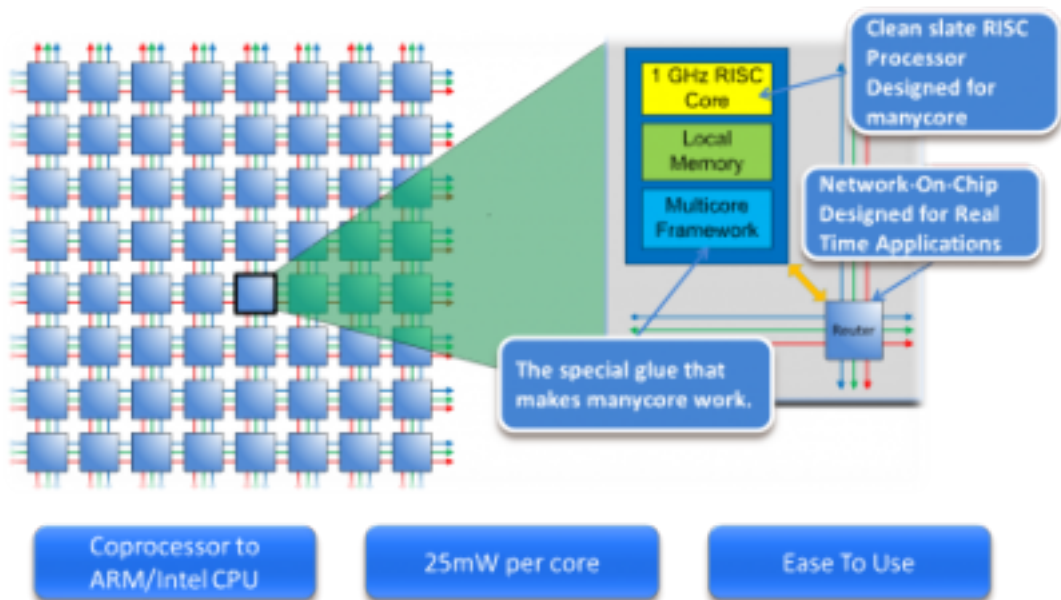 Clean slate RISC
Processor
Designed for
manycore
1 GHz RISC
Core
Local
Memory
Multicore
Framework
Network-On-Chip
Designed for Real
Time Applications
Router
The special glue that
makes manycore work.
Coprocessor to
ARM/Intel CPU
25mW per core
Ease To Use